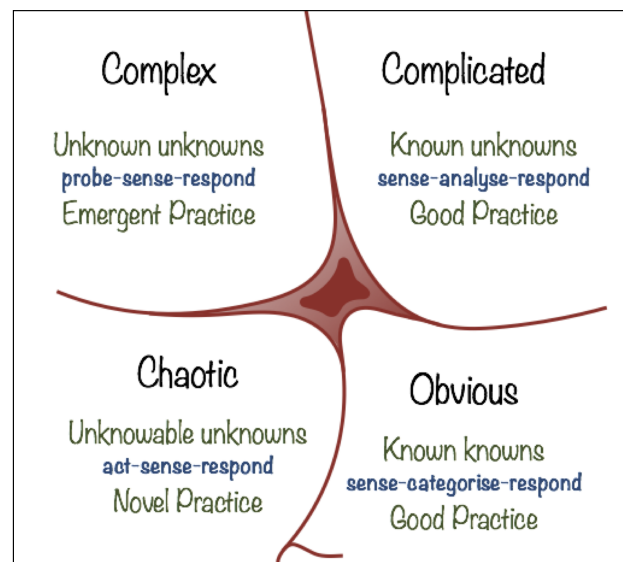 Complex
Unknown unknowns
probe-sense-respond
Emergent Practice
Complicated
Known unknowns
sense-analyse-respond
Good Practice
Chaotic
Unknowable unknowns
act-sense-respond
Novel Practice
Obvious
Known knowns
sense-categorise-respond
Good Practice